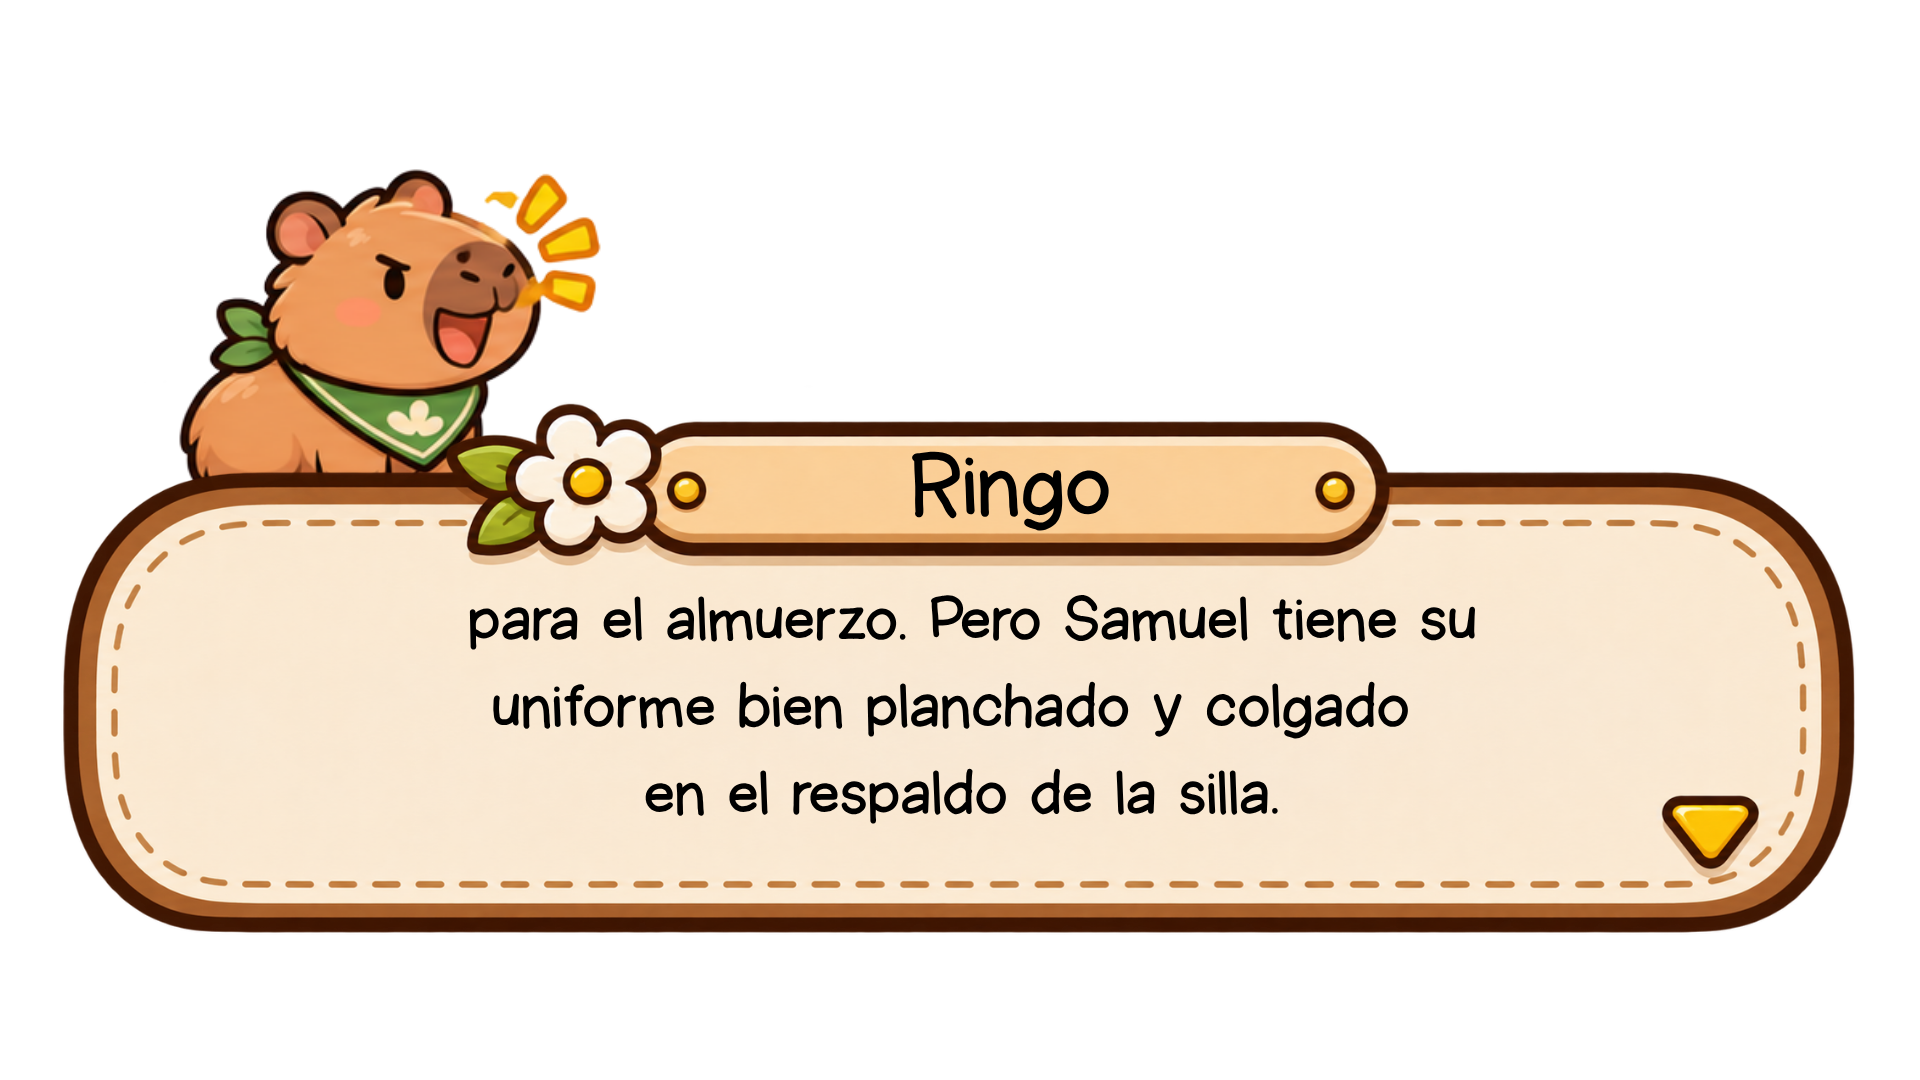 Ringo
para el almuerzo. Pero Samuel tiene su
uniforme bien planchado y colgado
en el respaldo de la silla.